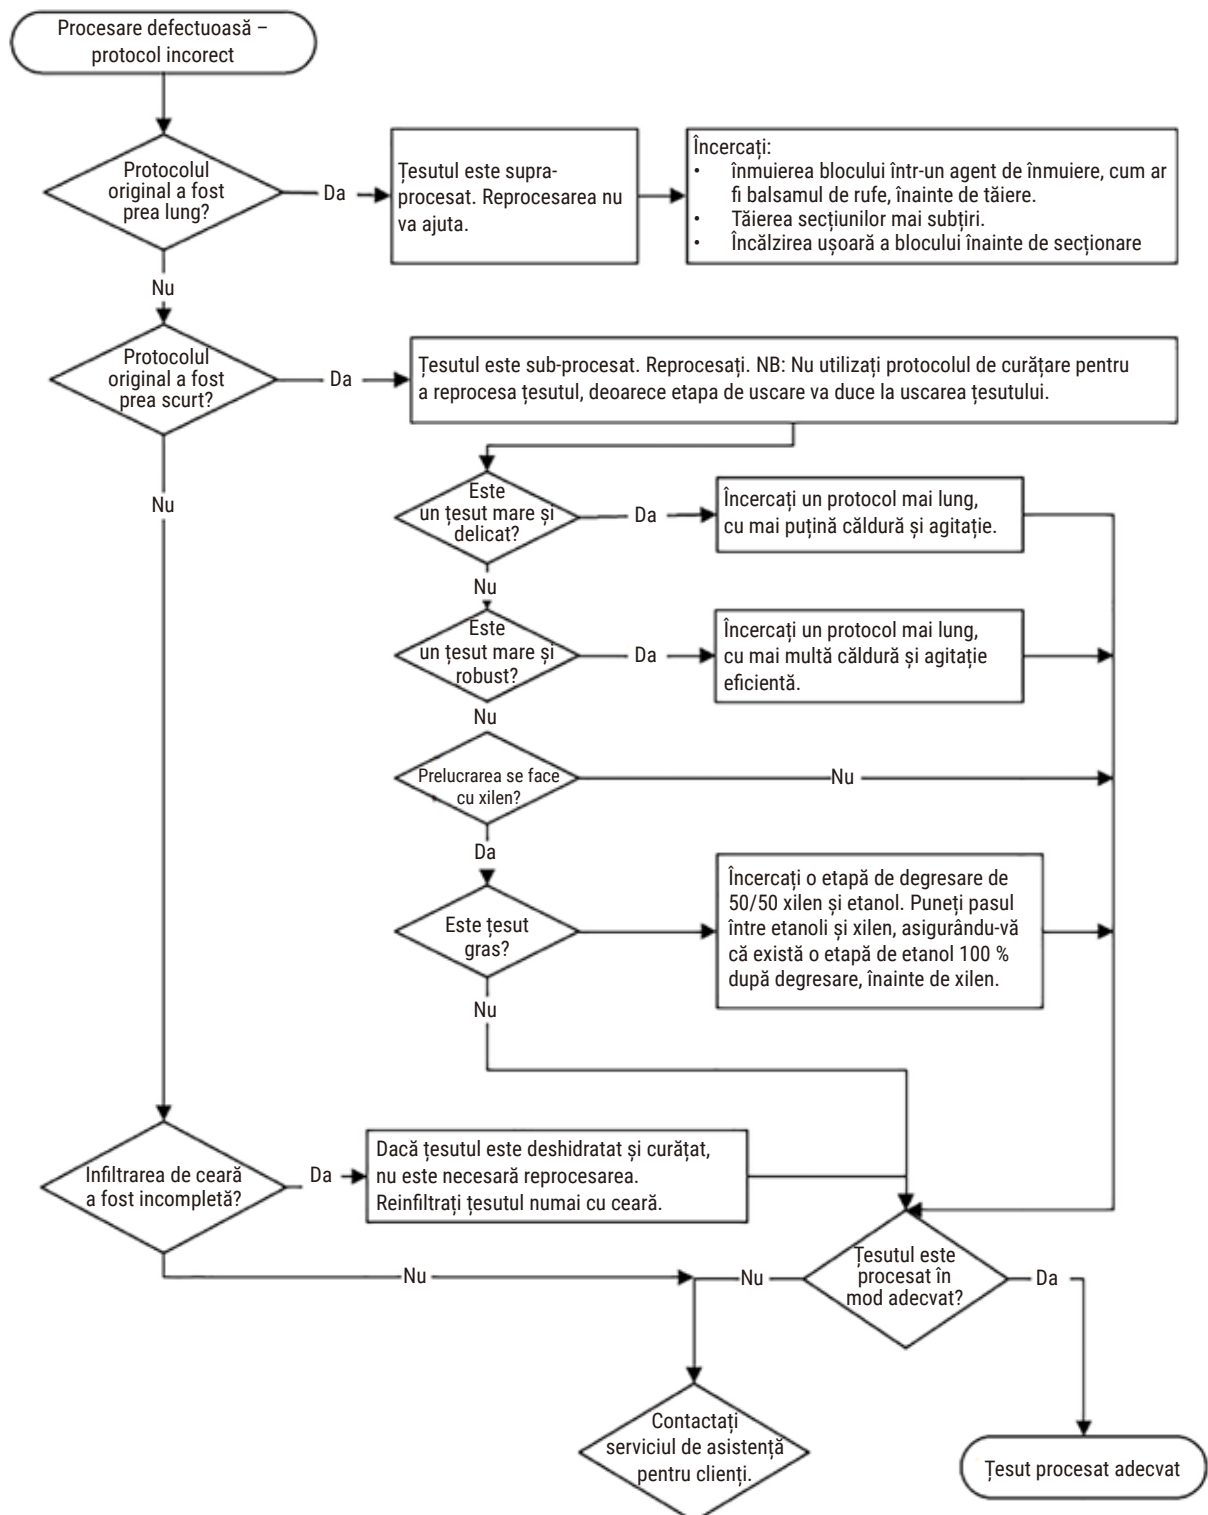 Procesare defectuoasă –
protocol incorect
Protocolul
original a fost
prea lung?
Da
Țesutul este supra-
procesat. Reprocesarea nu
va ajuta.
Încercați:
• înmuierea blocului într-un agent de înmuiere, cum ar
fi balsamul de rufe, înainte de tăiere.
• Tăierea secțiunilor mai subțiri.
• Încălzirea ușoară a blocului înainte de secționare
Nu
Protocolul
original a fost
prea scurt?
Da
Țesutul este sub-procesat. Reprocesați. NB: Nu utilizați protocolul de curățare pentru
a reprocesa țesutul, deoarece etapa de uscare va duce la uscarea țesutului.
Nu
Este
un țesut mare și
delicat?
Da
Încercați un protocol mai lung,
cu mai puțină căldură și agitație.
Nu
Este
un țesut mare și
robust?
Da
Încercați un protocol mai lung,
cu mai multă căldură și agitație
eficientă.
Nu
Prelucrarea se face
cu xilen?
Nu
Da
Este țesut
gras?
Încercați o etapă de degresare de
50/50 xilen și etanol. Puneți pasul
între etanoli și xilen, asigurându-vă
că există o etapă de etanol 100 %
după degresare, înainte de xilen.
Nu
Infiltrarea de ceară
a fost incompletă?
Da
Dacă țesutul este deshidratat și curățat,
nu este necesară reprocesarea.
Reinfiltrați țesutul numai cu ceară.
Nu
Țesutul este
procesat în
mod adecvat?
Nu
Da
Contactați
serviciul de asistență
pentru clienți.
Țesut procesat adecvat